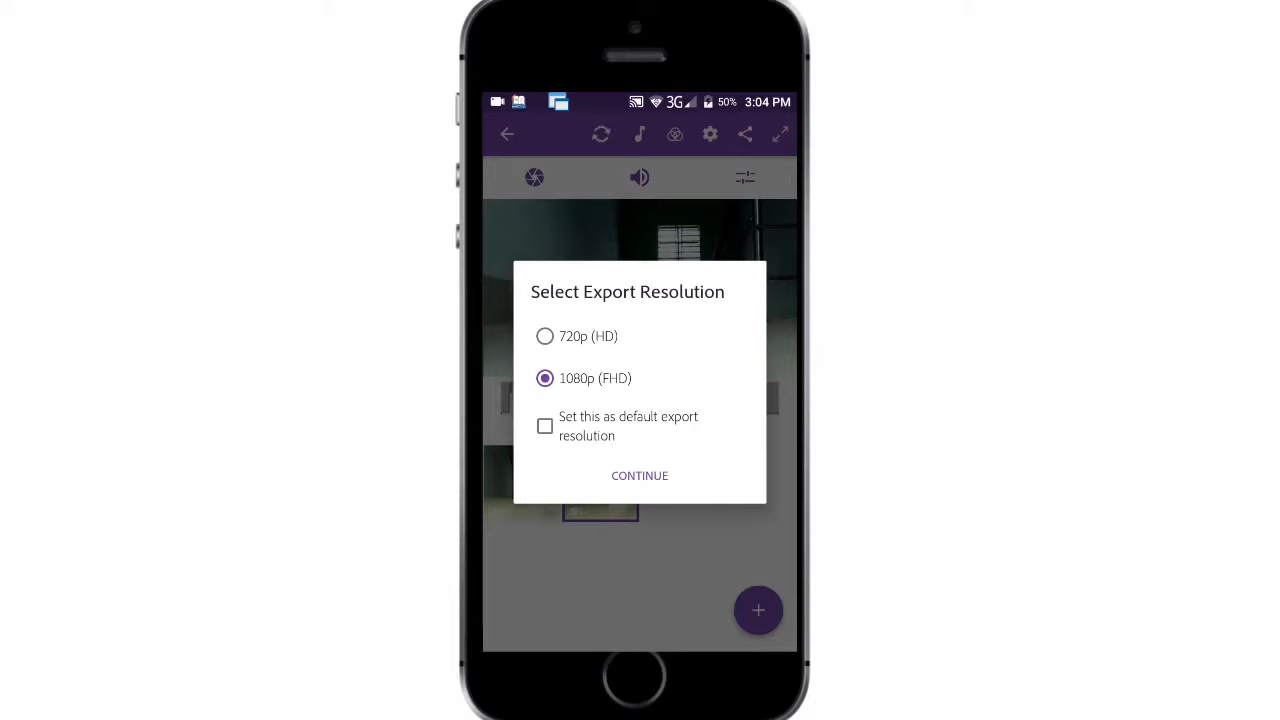 3G 50% 3:04 PM
Select Export Resolution
720p (HD)
1080p (FHD)
Set this as default export
resolution
CONTINUE